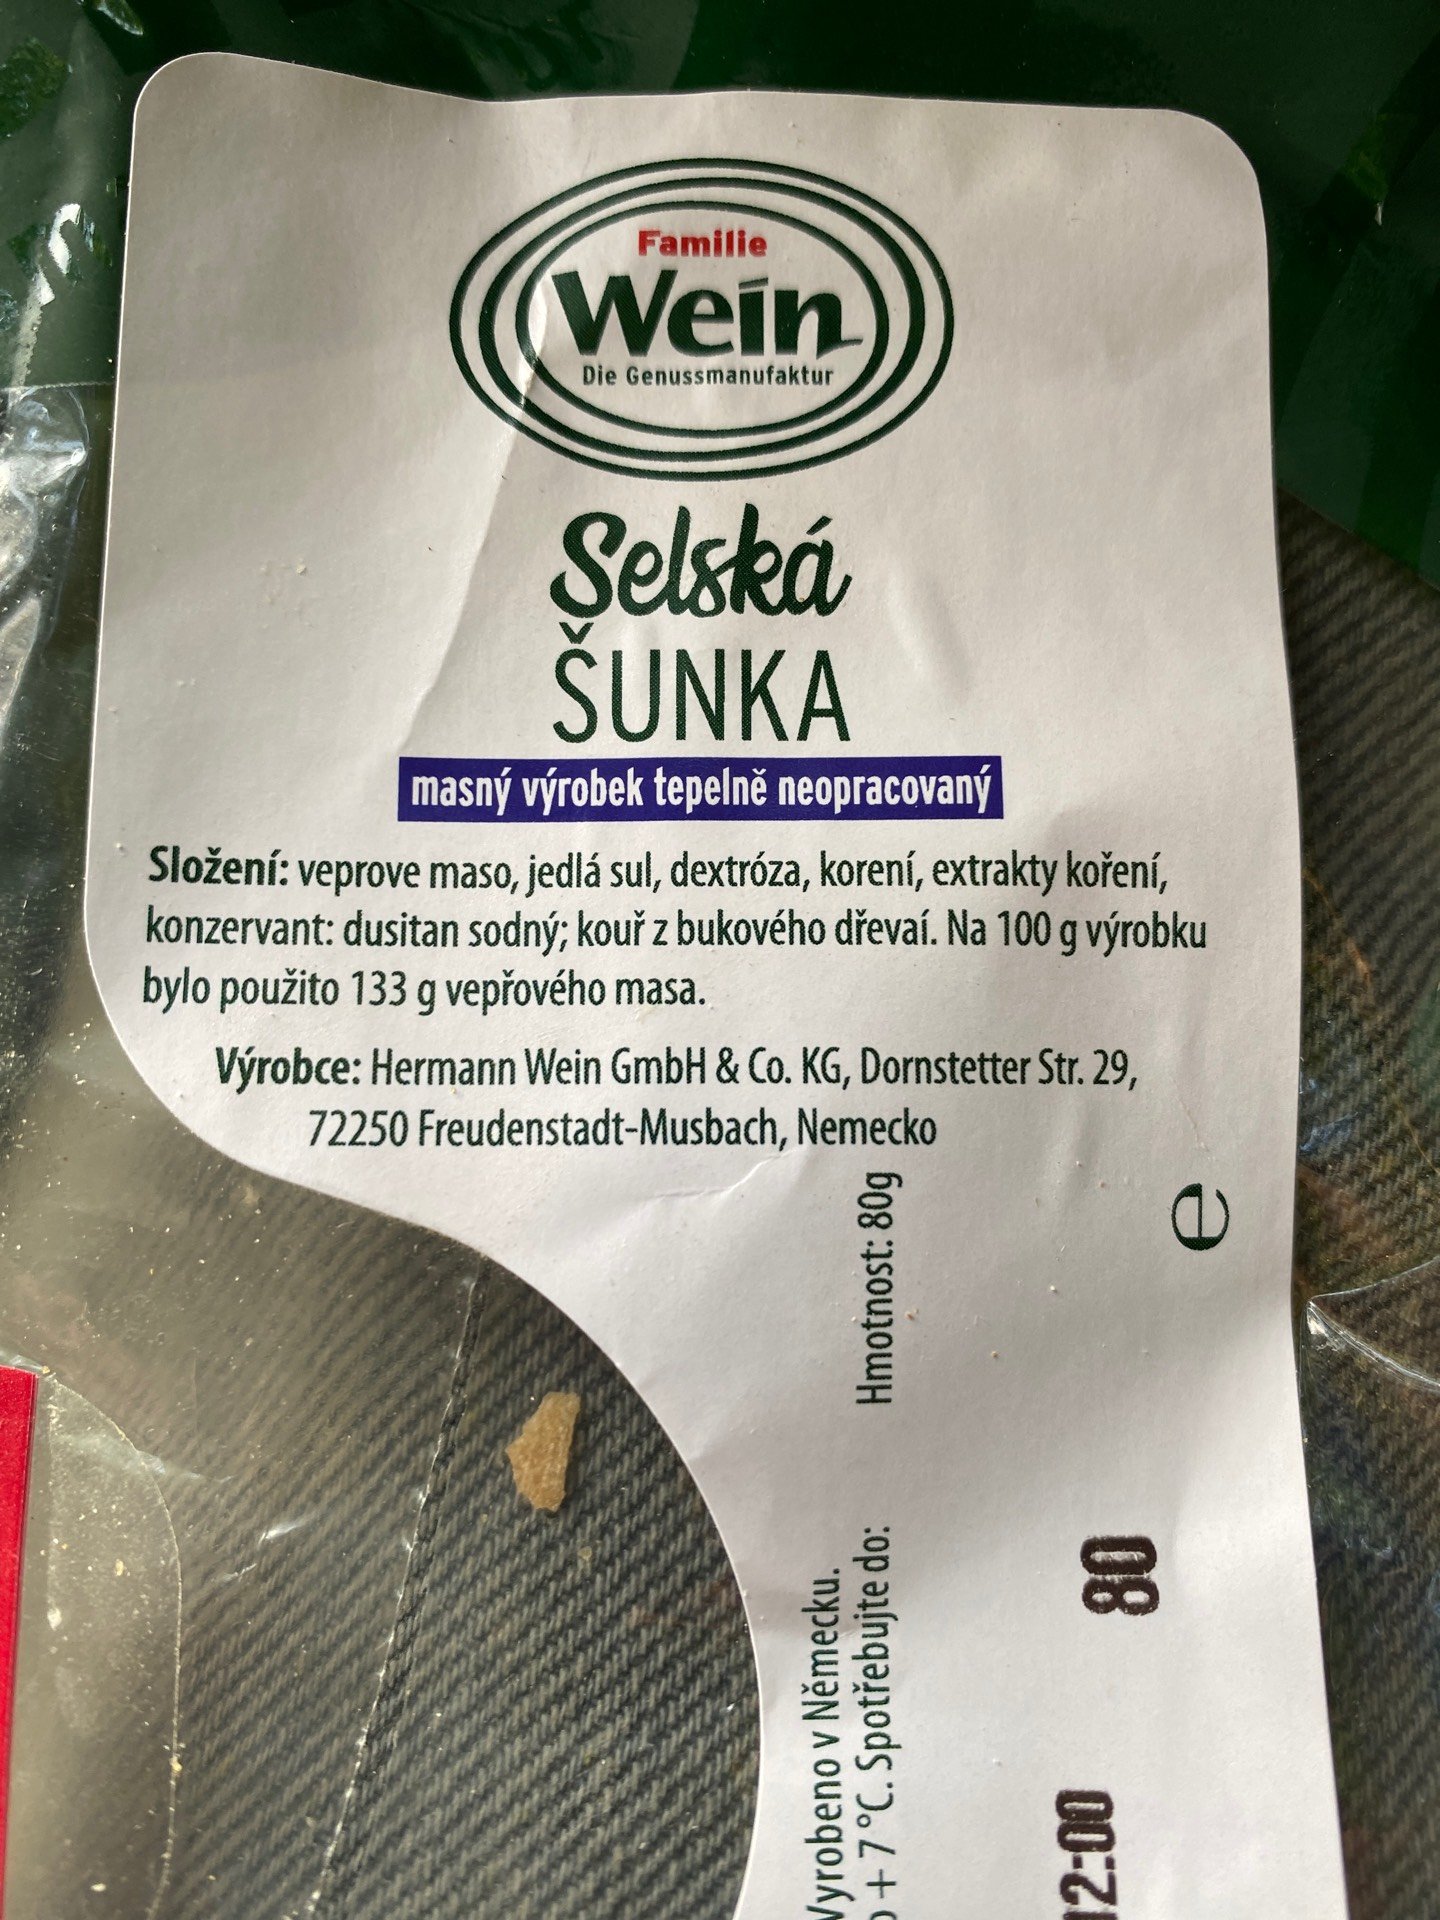 Familie
Wein
Die Genussmanufaktur
Selská
ŠUNKA
masný výrobek tepelně neopracovaný
Složení: veprove maso, jedlá sul, dextróza, korení, extrakty koření,
konzervant: dusitan sodný; kouř z bukového dřevaí. Na 100 g výrobku
bylo použito 133 g vepřového masa.
Výrobce: Hermann Wein GmbH & Co. KG, Dornstetter Str. 29,
72250 Freudenstadt-Musbach, Nemecko
Vyrobeno v Německu.
+ 7 °C. Spotřebujte do:
Hmotnost: 80g
12:00
80
e